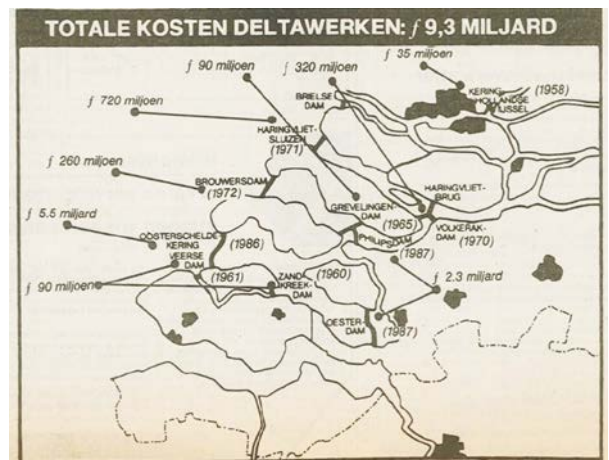 TOTALE KOSTEN DELTAWERKEN: ƒ 9,3 MILJARD
ƒ 90 miljoen
ƒ 320 miljoen
ƒ 35 miljoen
BRIELSE
DAM
KERING
HOLLANDSE
IJSSEL
(1958)
ƒ 720 miljoen
HARINGVLIET-
SLUIZEN
(1971)
ƒ 260 miljoen
BROUWERSDAM
(1972)
GREVELINGEN-
DAM
(1965)
HARINGVLIET-
BRUG
VOLKERAK-
DAM
(1970)
ƒ 5.5 miljard
OOSTERSCHELDE
KERING
(1986)
PHILIPSDAM
(1987)
VEERSE
DAM
(1961)
ZAND
KREEK-
DAM
(1960)
ƒ 90 miljoen
ƒ 2.3 miljard
OESTER-
DAM
(1987)